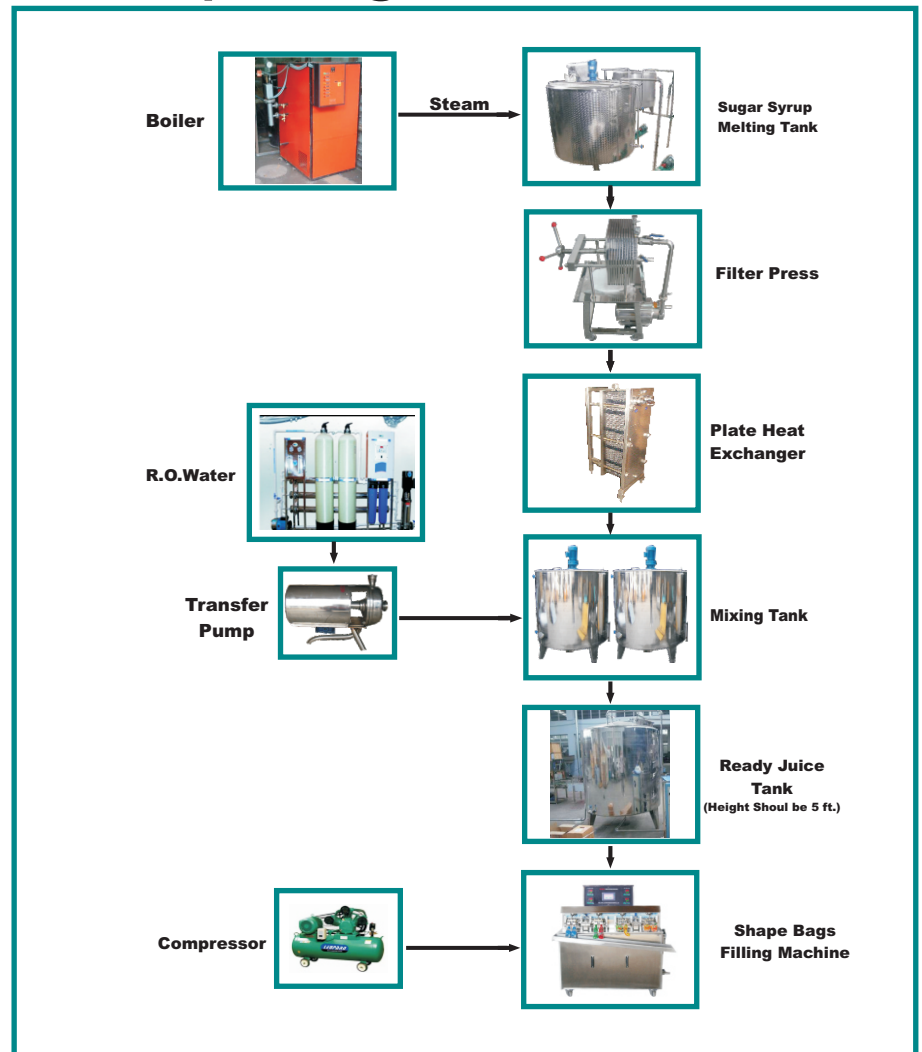 Boiler
Steam
Sugar Syrup
Melting Tank
Filter Press
Plate Heat
Exchanger
R.O.Water
Transfer
Pump
Mixing Tank
Ready Juice
Tank
(Height Shoul be 5 ft.)
Compressor
Shape Bags
Filling Machine